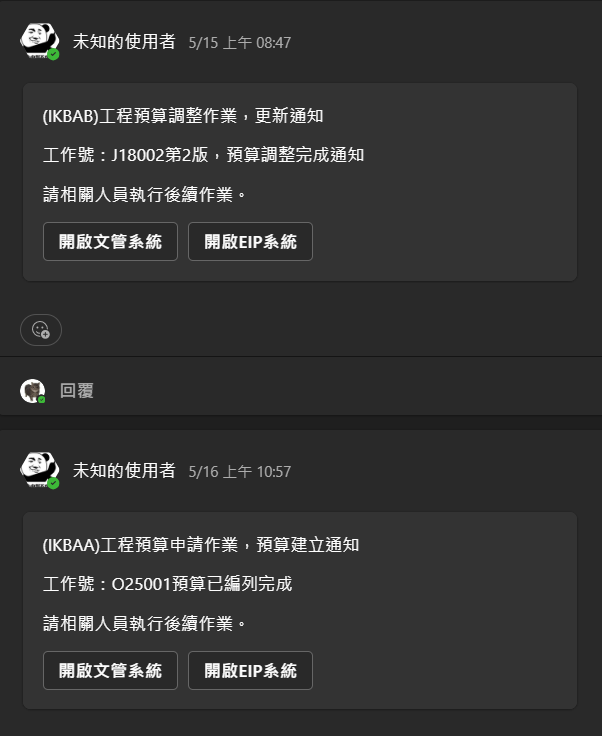 未知的使用者 5/15 上午 08:47
(IKBAB)工程預算調整作業，更新通知
工作號：J18002第2版，預算調整完成通知
請相關人員執行後續作業。
開啟文管系統 開啟EIP系統
回覆
未知的使用者 5/16 上午 10:57
(IKBAA)工程預算申請作業，預算建立通知
工作號：O25001預算已編列完成
請相關人員執行後續作業。
開啟文管系統 開啟EIP系統